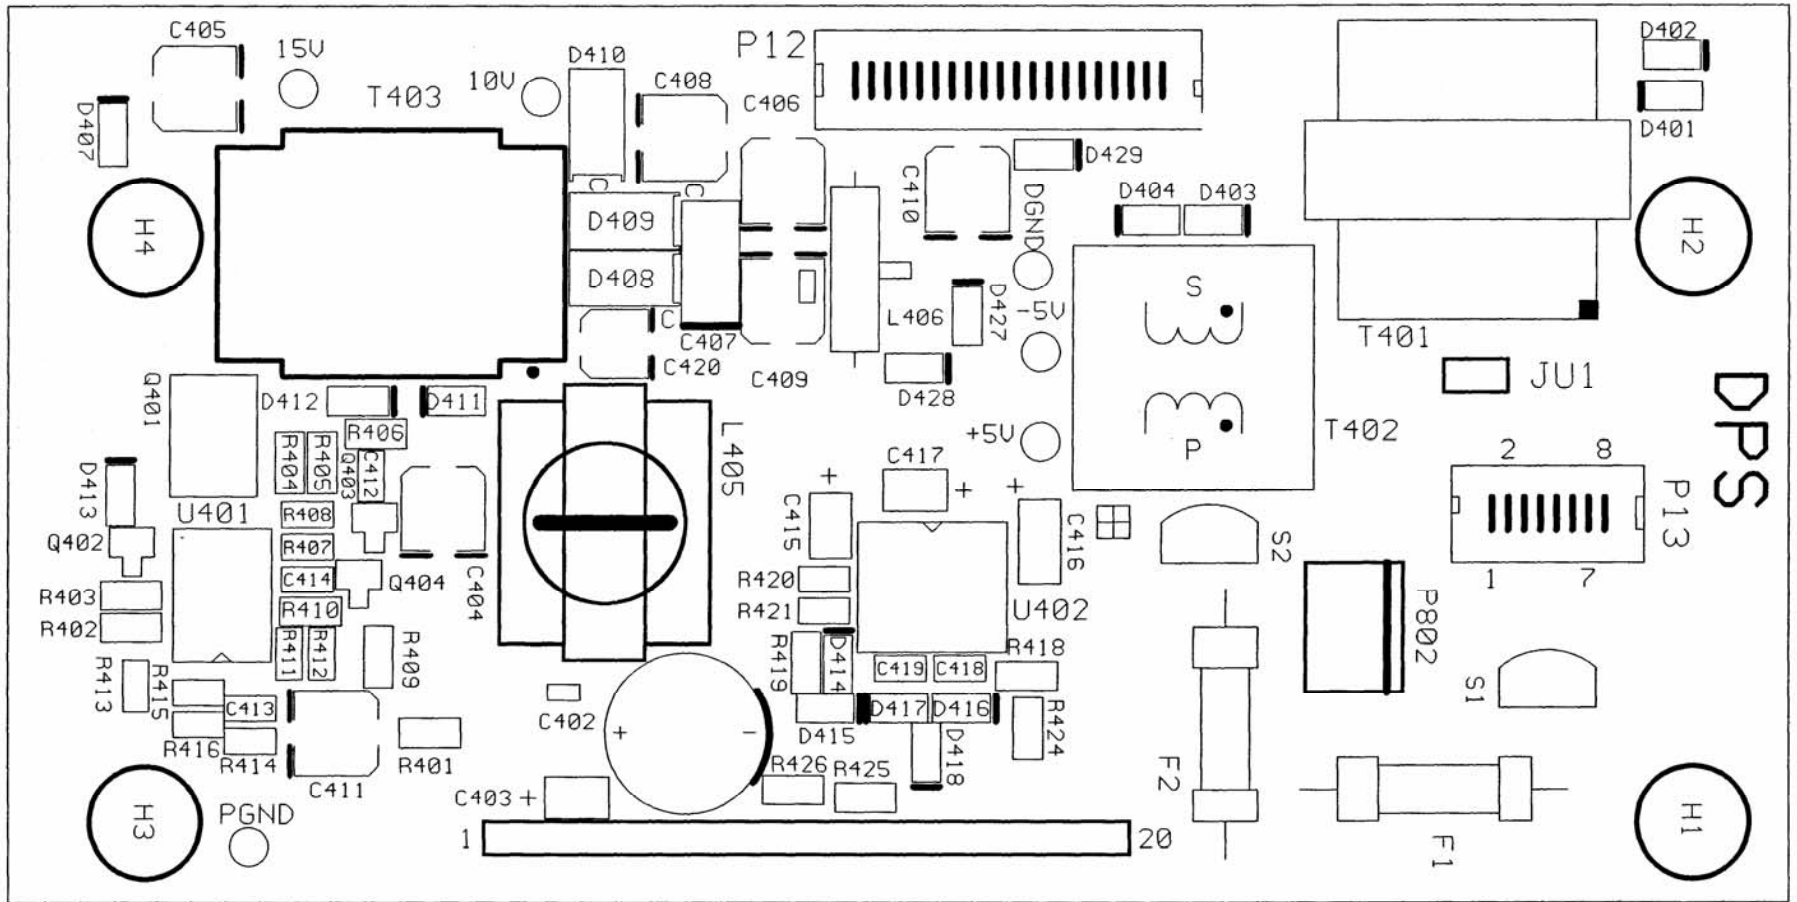 C405
15V
D410
P12
D402
10V
C408
T403
C406
D407
D401
D429
C
C
D404
D403
C410
DGND
H4
D409
H2
D408
S
D427
-5V
L406
C
C407
T401
C420
C409
JU1
Q401
D412
D411
D428
DPS
R406
L405
+5V
T402
P
2
8
R404
R405
Q403
C412
C417
+
+
+
D413
U401
R408
C415
C416
P13
Q402
R407
S2
C414
Q404
C404
R420
1
7
R403
R410
R421
U402
R402
P802
R411
R412
R409
R419
D414
C419
C418
R418
S1
R413
R415
C413
C402
D417
D416
R424
R416
R414
R401
+
-
D415
D418
R426
R425
F2
C411
C403 +
H3
PGND
H1
1
20
F1